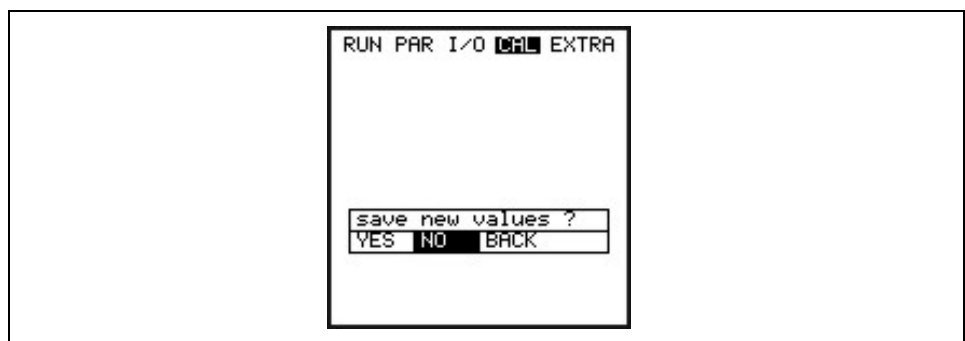 RUN PAR I/O CAL EXTRA
save new values ?
YES NO BACK